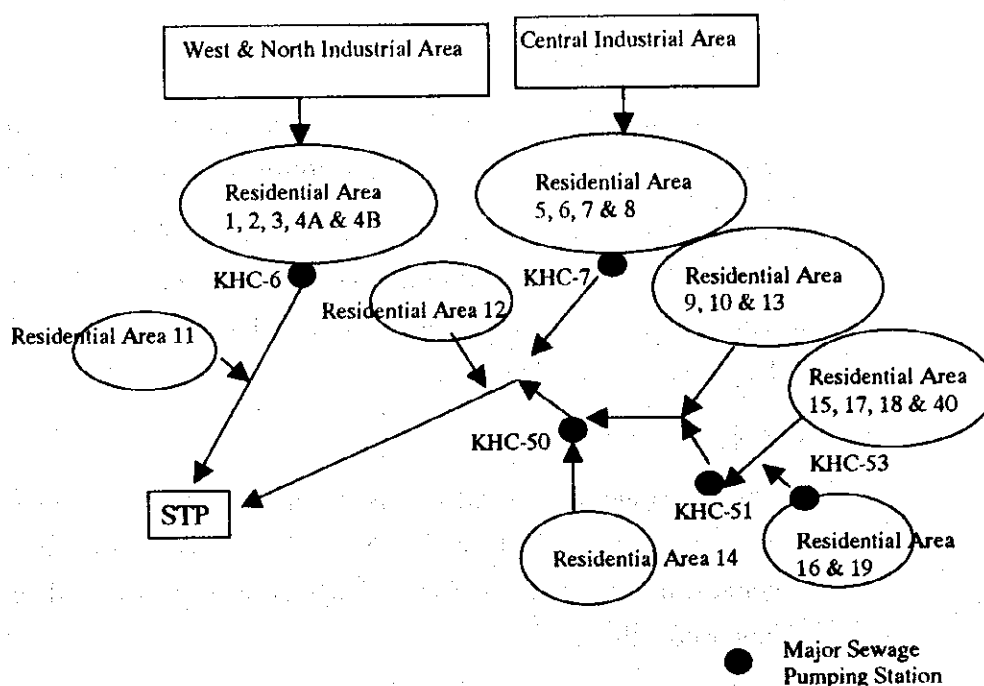 West & North Industrial Area
Central Industrial Area
Residential Area
1, 2, 3, 4A & 4B
Residential Area
5, 6, 7 & 8
KHC-6
Residential Area 12
KHC-7
Residential Area
9, 10 & 13
Residential Area 11
Residential Area
15, 17, 18 & 40
KHC-50
KHC-53
STP
KHC-51
Residential Area 14
Residential Area
16 & 19
Major Sewage
Pumping Station